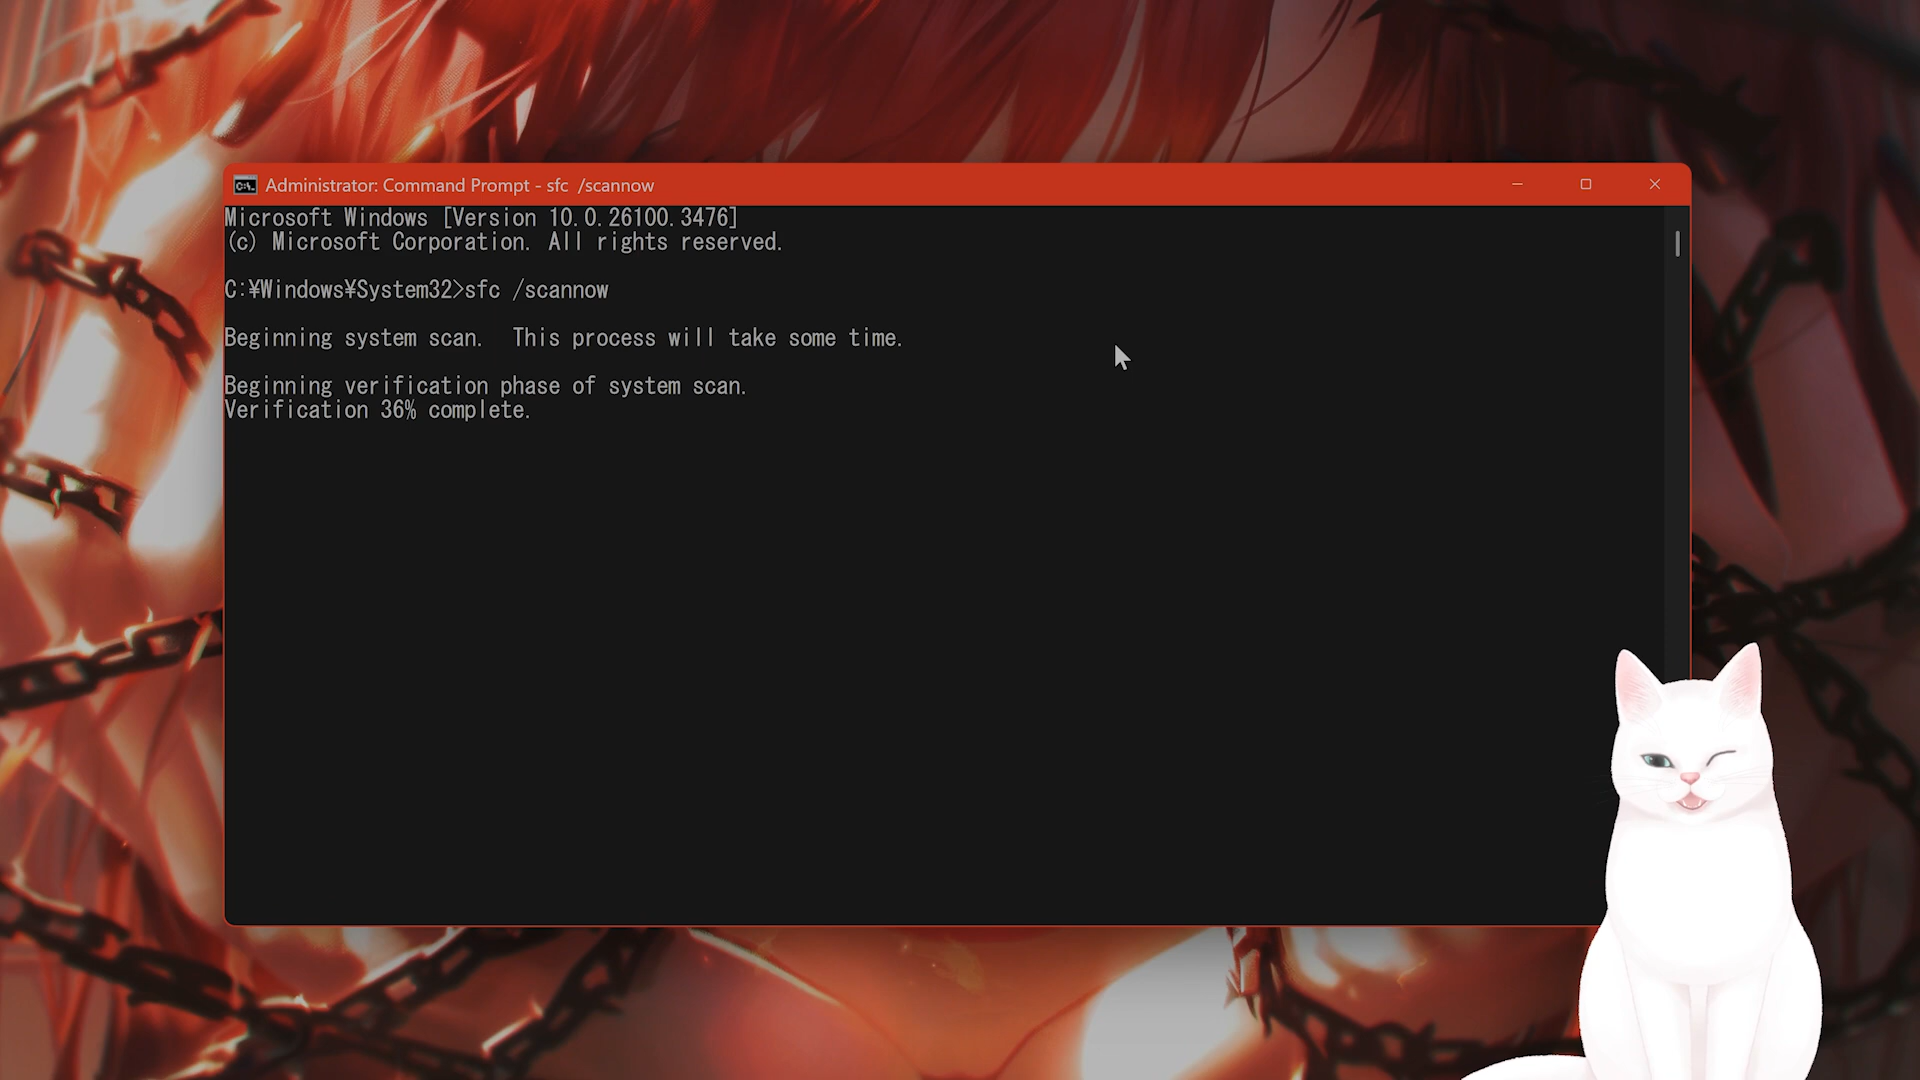 Administrator: Command Prompt - sfc  /scannow
Microsoft Windows [Version 10.0.26100.3476]
(c) Microsoft Corporation. All rights reserved.
C:¥Windows¥System32>sfc /scannow
Beginning system scan.  This process will take some time.
Beginning verification phase of system scan.
Verification 36% complete.